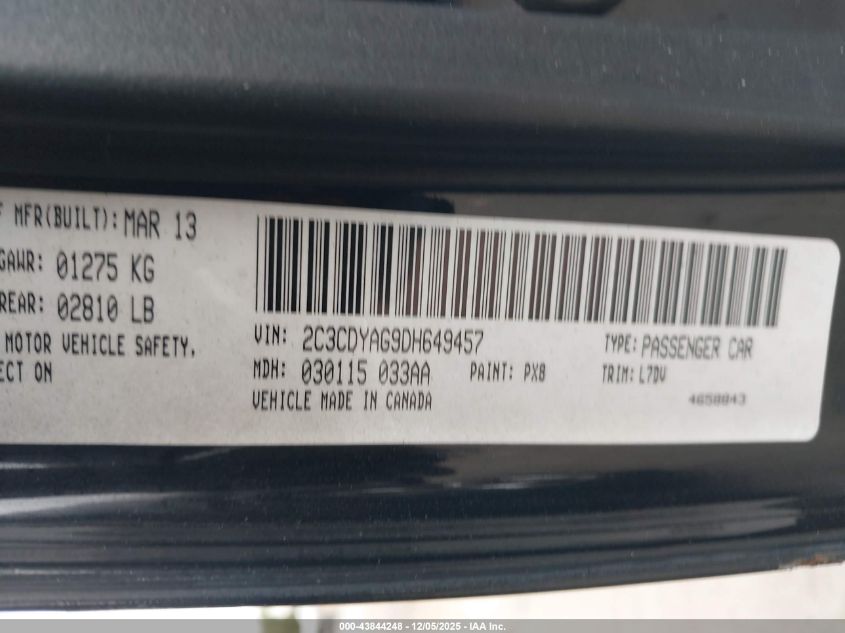 MFR(BUILT): MAR 13
GAWR: 01275 KG
REAR: 02810 LB
MOTOR VEHICLE SAFETY.
ECT ON
VIN: 2C3CDYAG9DH649457
MDH: 030115 033AA PAINT: PX8
VEHICLE MADE IN CANADA
TYPE: PASSENGER CAR
TRIM: L7DV
4658843
000-43844248 - 12/05/2025 - IAA Inc.